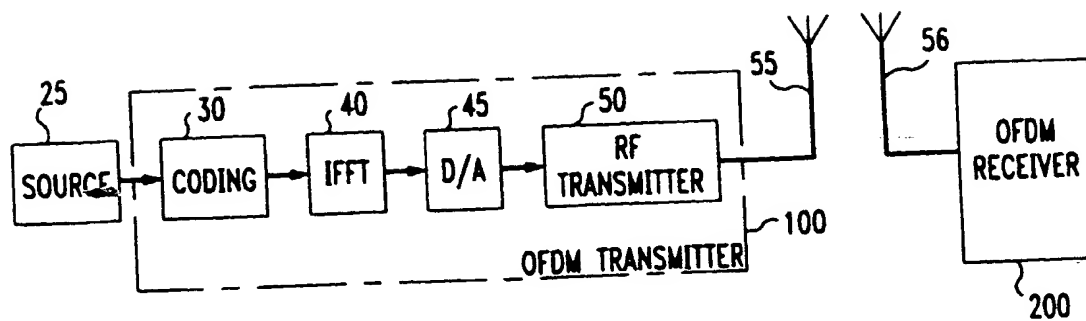 55
56
25
30
40
45
50
SOURCE
CODING
IFFT
D/A
RF
TRANSMITTER
OFDM
RECEIVER
100
OFDM TRANSMITTER
200